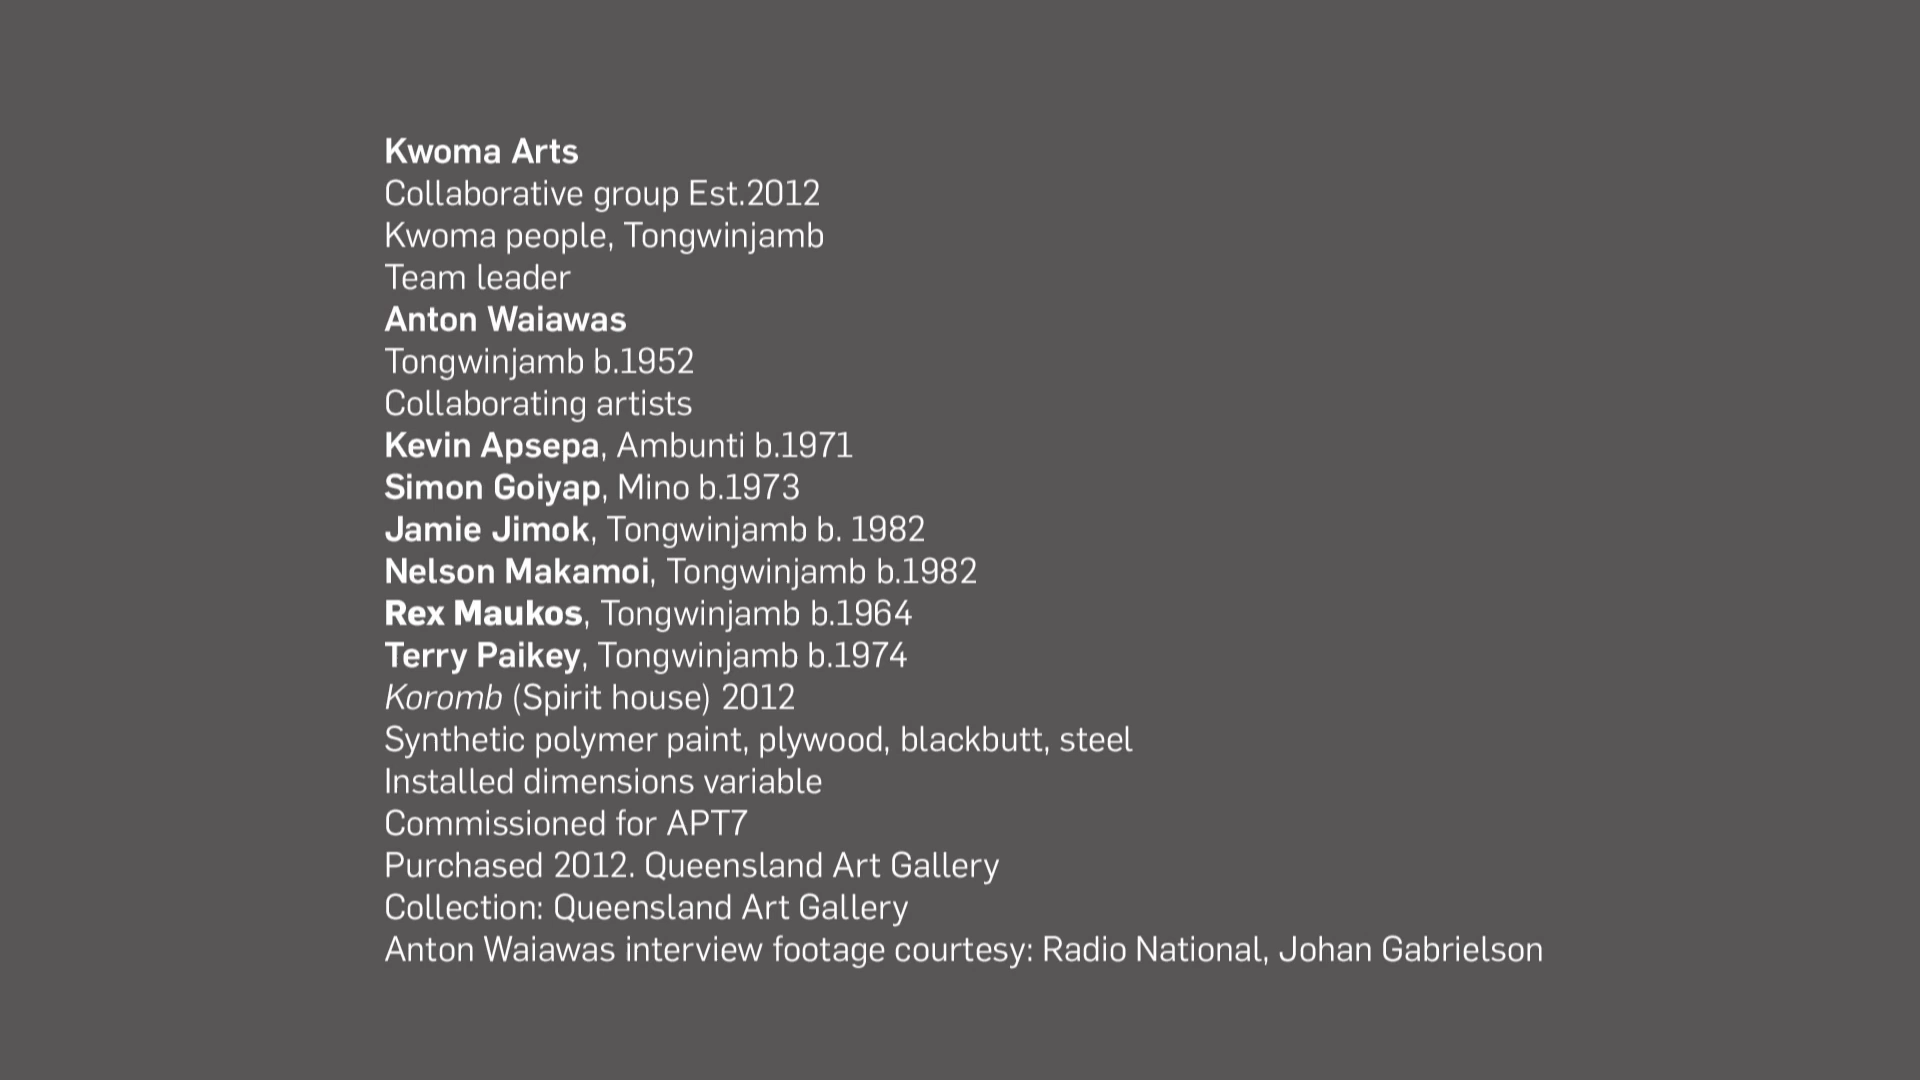 Kwoma Arts
Collaborative group Est.2012
Kwoma people, Tongwinjamb
Team leader
Anton Waiawas
Tongwinjamb b.1952
Collaborating artists
Kevin Apsepa, Ambunti b.1971
Simon Goiyap, Mino b.1973
Jamie Jimok, Tongwinjamb b. 1982
Nelson Makamoi, Tongwinjamb b.1982
Rex Maukos, Tongwinjamb b.1964
Terry Paikey, Tongwinjamb b.1974
Koromb (Spirit house) 2012
Synthetic polymer paint, plywood, blackbutt, steel
Installed dimensions variable
Commissioned for APT7
Purchased 2012. Queensland Art Gallery
Collection: Queensland Art Gallery
Anton Waiawas interview footage courtesy: Radio National, Johan Gabrielson